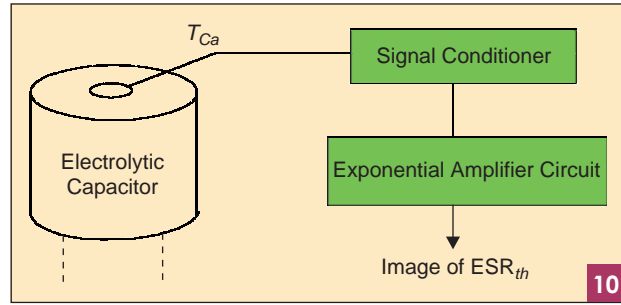 T_Ca
Signal Conditioner
Electrolytic
Capacitor
Exponential Amplifier Circuit
Image of ESR_th
10